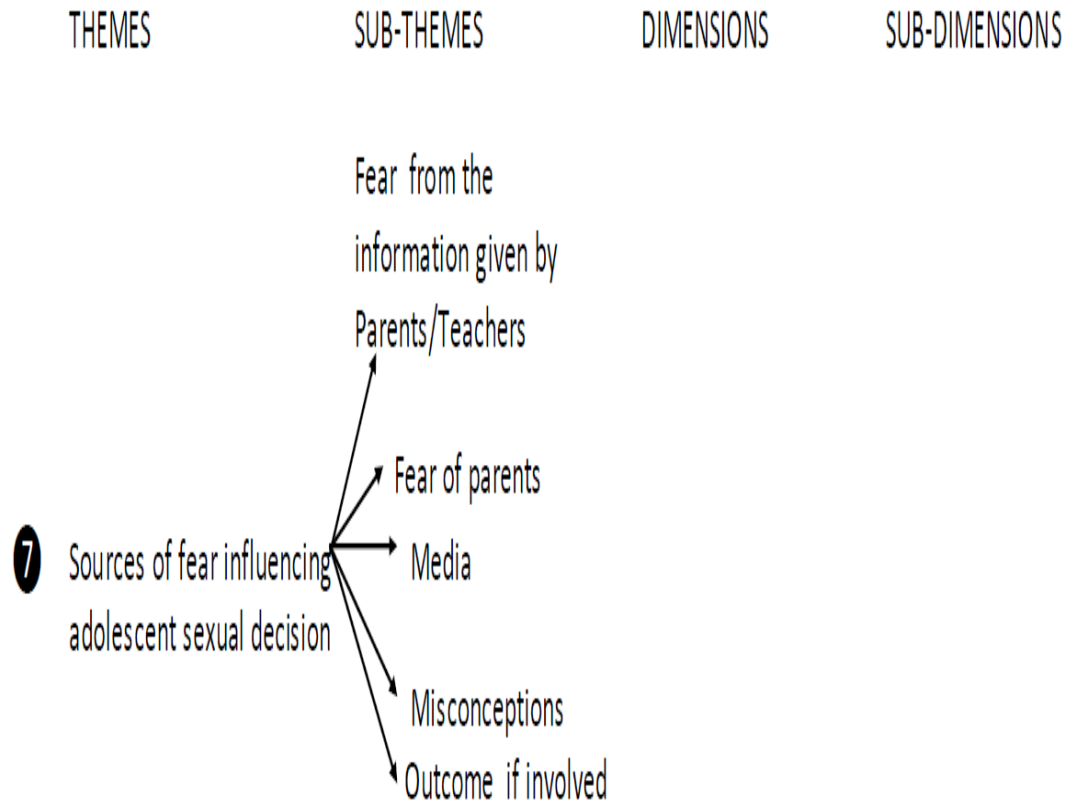 THEMES SUB-THEMES DIMENSIONS SUB-DIMENSIONS
Fear from the
information given by
Parents/Teachers
Fear of parents
7 Sources of fear influencing
adolescent sexual decision
Media
Misconceptions
Outcome if involved